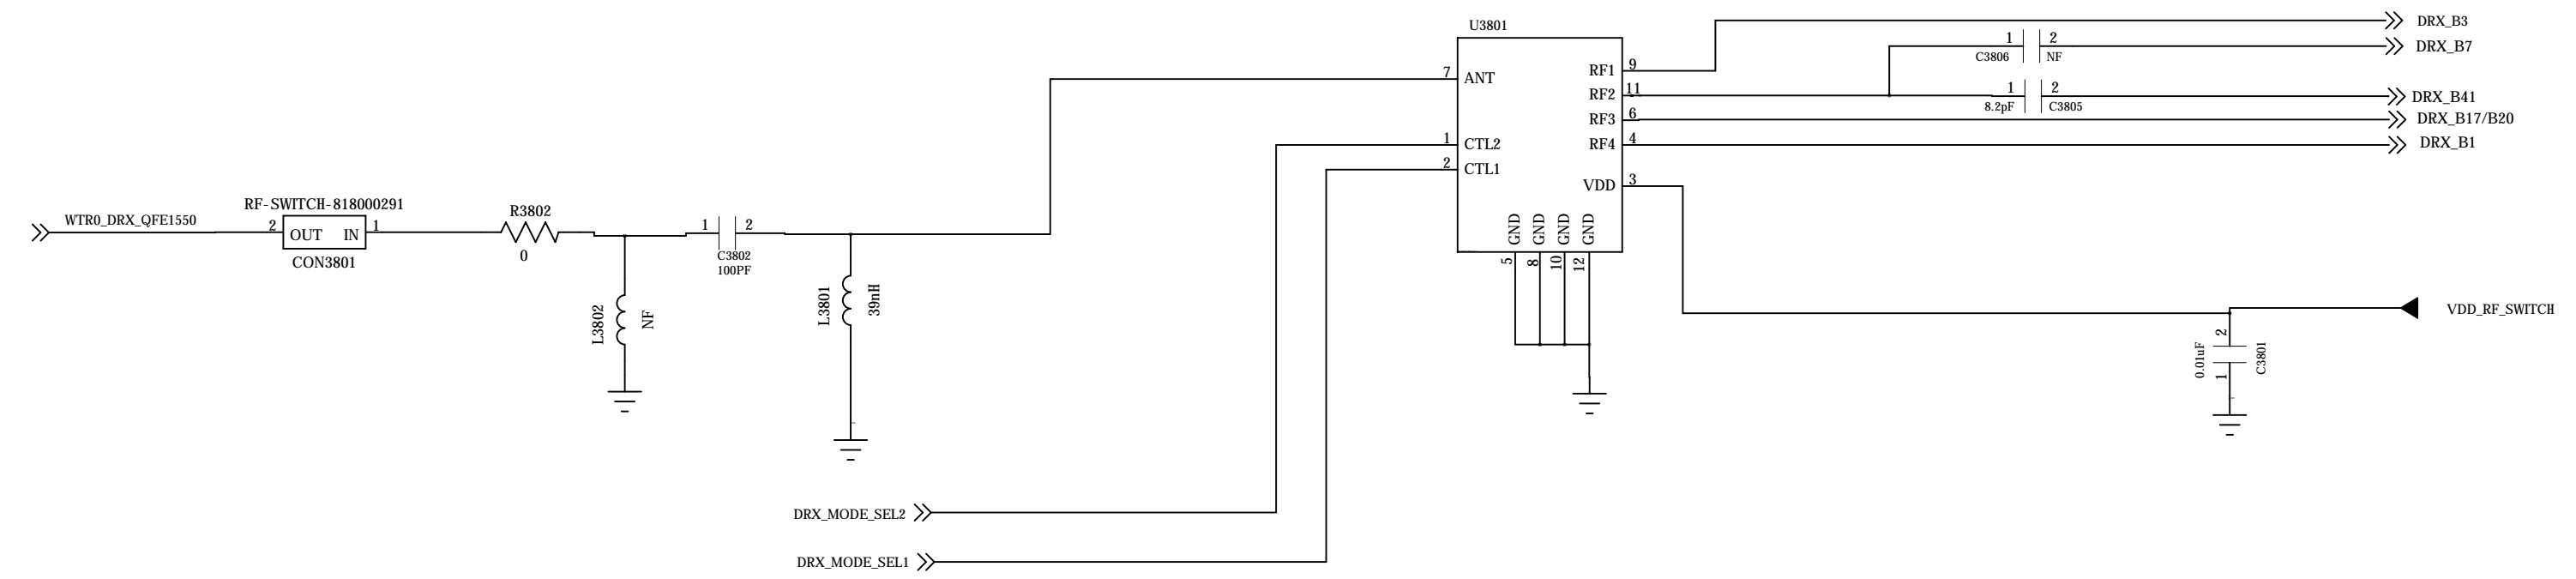 U3801
DRX_B3
1 2
C3806 NF
DRX_B7
7 ANT
RF1 9
RF2 11
1 2
8.2pF C3805
DRX_B41
RF3 6
DRX_B17/B20
1 CTL2
RF4 4
DRX_B1
2 CTL1
VDD 3
RF-SWITCH-818000291
WTR0_DRX_QFE1550
2 OUT IN 1
CON3801
R3802
0
1 2
C3802
100PF
GND GND GND GND
5 8 10 12
L3802 NF
L3801 39nH
VDD_RF_SWITCH
2
0.01uF C3801
1
DRX_MODE_SEL2
DRX_MODE_SEL1